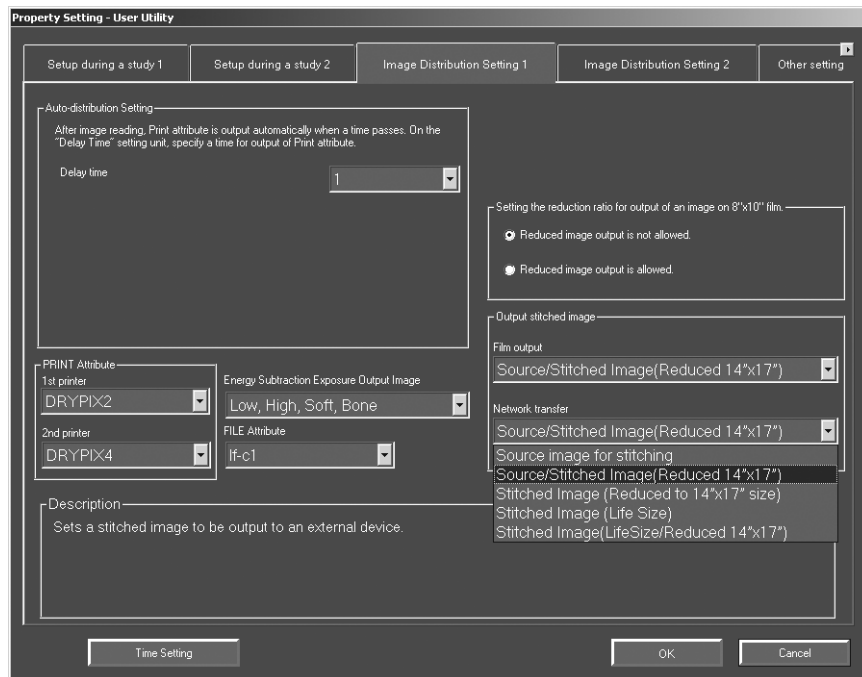 Property Setting - User Utility
Setup during a study 1
Setup during a study 2
Image Distribution Setting 1
Image Distribution Setting 2
Other setting
Auto-distribution Setting
After image reading, Print attribute is output automatically when a time passes. On the
"Delay Time" setting unit, specify a time for output of Print attribute.
Delay time
1
Setting the reduction ratio for output of an image on 8"x10" film.
Reduced image output is not allowed.
Reduced image output is allowed.
Output stitched image
Film output
Source/Stitched Image(Reduced 14"x17")
Network transfer
Source/Stitched Image(Reduced 14"x17")
Source image for stitching
Source/Stitched Image(Reduced 14"x17")
Stitched Image (Reduced to 14"x17" size)
Stitched Image (Life Size)
Stitched Image(LifeSize/Reduced 14"x17")
PRINT Attribute
1st printer
DRYPIX2
2nd printer
DRYPIX4
Energy Subtraction Exposure Output Image
Low, High, Soft, Bone
FILE Attribute
lf-c1
Description
Sets a stitched image to be output to an external device.
Time Setting
OK
Cancel